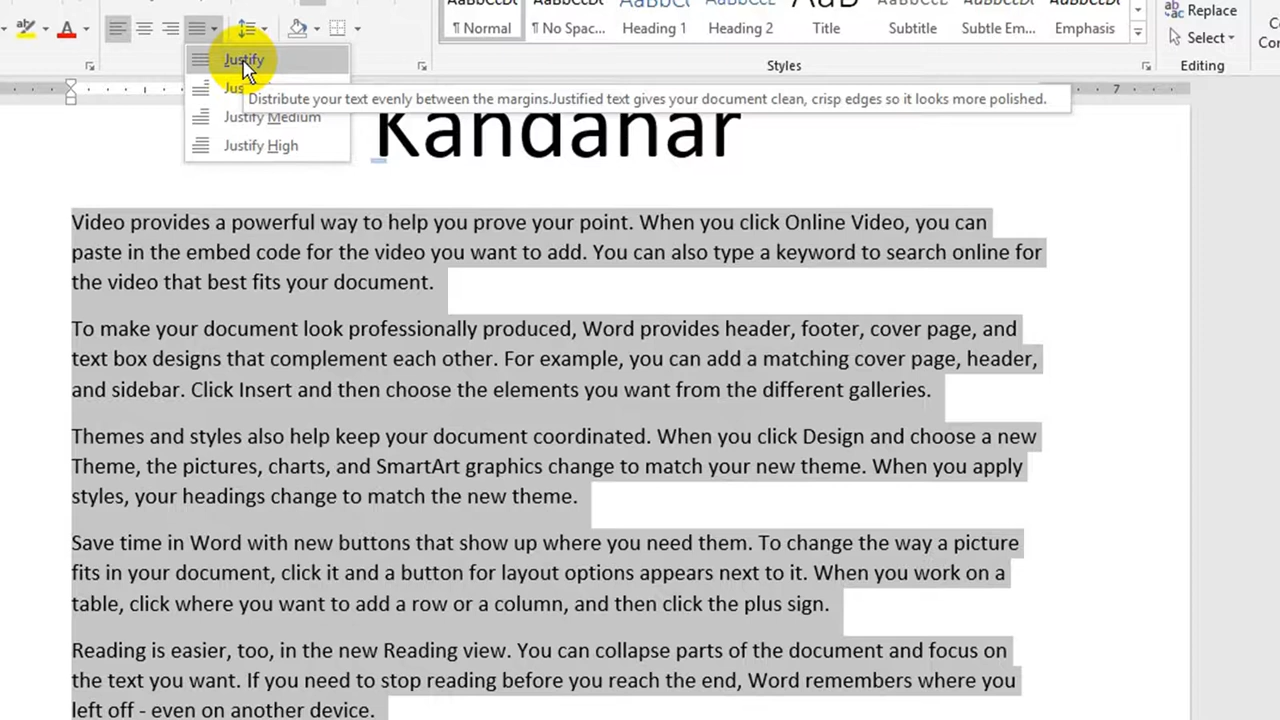 AaBbCcDc AaBbCcDc AaBbCc AaBbCcD AaB AaBbCcD AaBbCcDc AaBbCcDc
Replace
¶ Normal ¶ No Spac... Heading 1 Heading 2 Title Subtitle Subtle Em... Emphasis
Select
Styles
Editing
Justify
Distribute your text evenly between the margins.Justified text gives your document clean, crisp edges so it looks more polished.
Justify Medium
Justify High
7
Video provides a powerful way to help you prove your point. When you click Online Video, you can
paste in the embed code for the video you want to add. You can also type a keyword to search online for
the video that best fits your document.
To make your document look professionally produced, Word provides header, footer, cover page, and
text box designs that complement each other. For example, you can add a matching cover page, header,
and sidebar. Click Insert and then choose the elements you want from the different galleries.
Themes and styles also help keep your document coordinated. When you click Design and choose a new
Theme, the pictures, charts, and SmartArt graphics change to match your new theme. When you apply
styles, your headings change to match the new theme.
Save time in Word with new buttons that show up where you need them. To change the way a picture
fits in your document, click it and a button for layout options appears next to it. When you work on a
table, click where you want to add a row or a column, and then click the plus sign.
Reading is easier, too, in the new Reading view. You can collapse parts of the document and focus on
the text you want. If you need to stop reading before you reach the end, Word remembers where you
left off - even on another device.